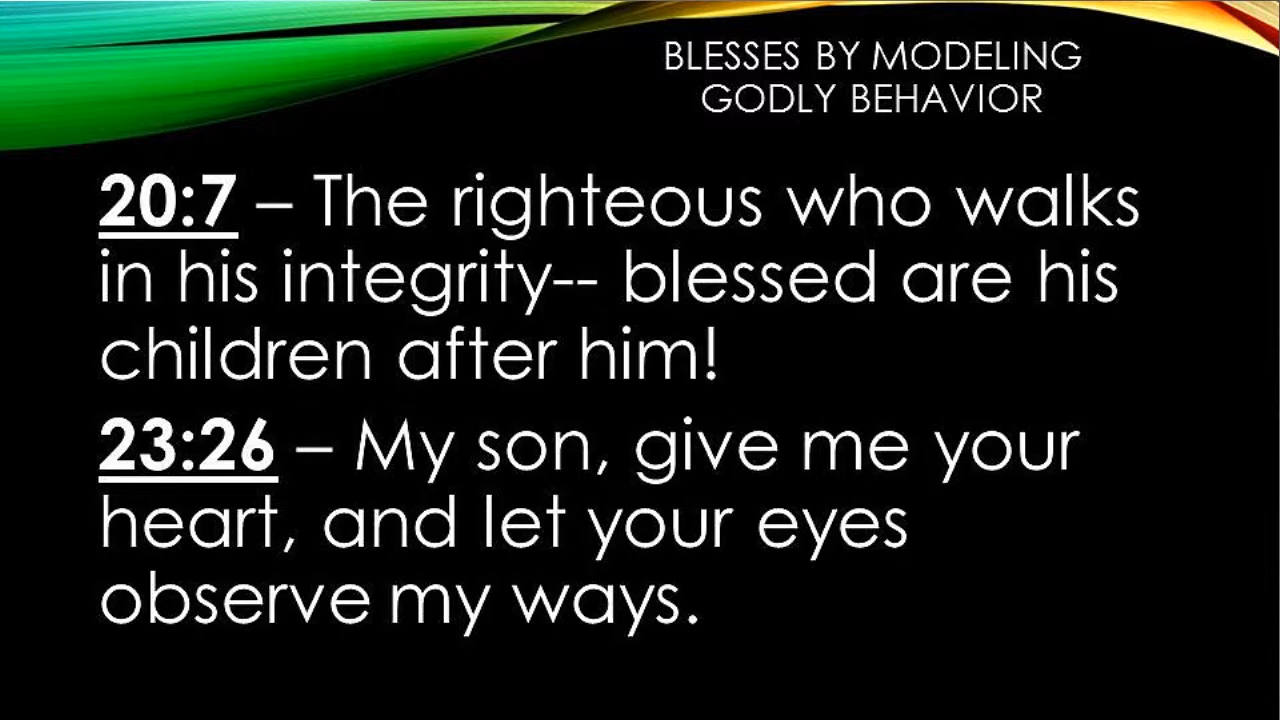 BLESSES BY MODELING
GODLY BEHAVIOR
20:7 – The righteous who walks
in his integrity-- blessed are his
children after him!
23:26 – My son, give me your
heart, and let your eyes
observe my ways.